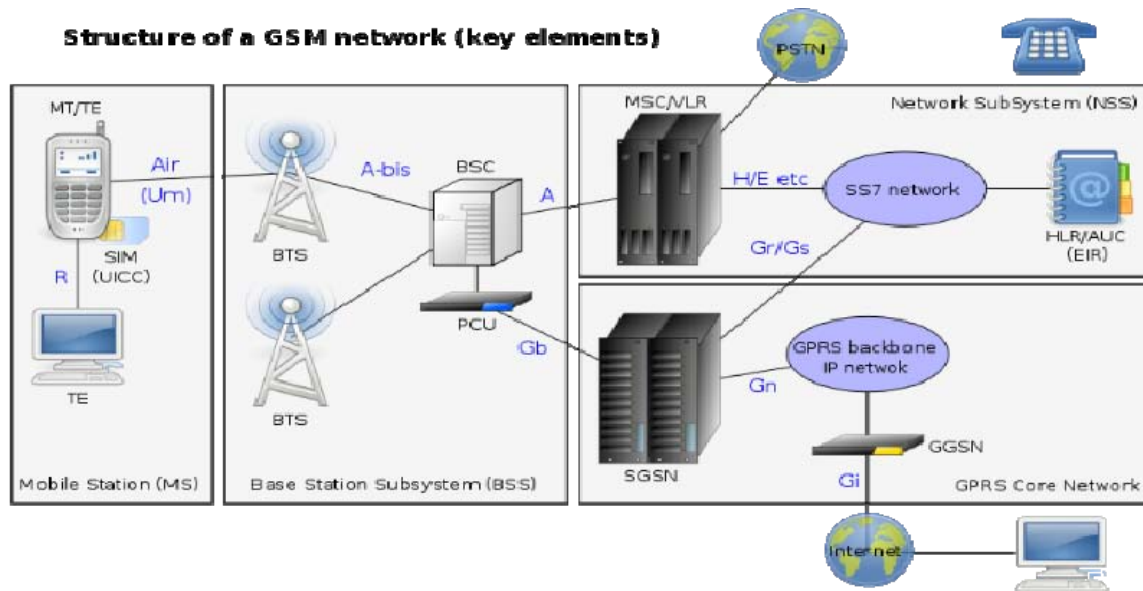 Structure of a GSM network (key elements)
PSTN
MT/TE
Air
(Um)
SIM
(UICC)
R
TE
Mobile Station (MS)
BTS
A-bis
BSC
A
BTS
PCU
Gb
Base Station Subsystem (BSS)
MSC/VLR
Network SubSystem (NSS)
H/E etc
SS7 network
Gr/Gs
HLR/AUC
(EIR)
SGSN
Gn
GPRS backbone
IP netwok
GGSN
Gi
GPRS Core Network
Internet